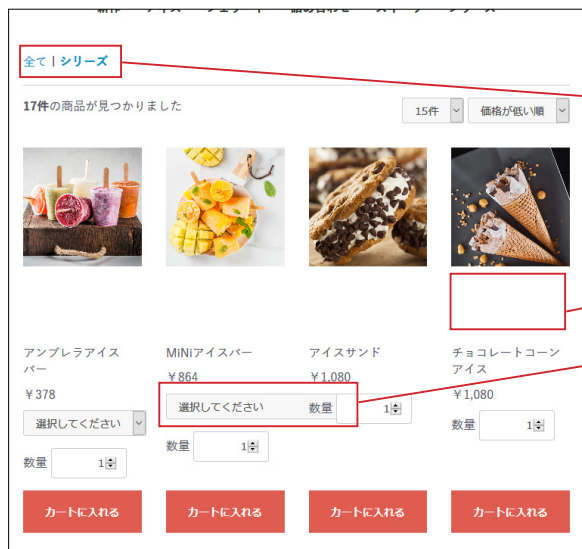 全て | シリーズ
17件の商品が見つかりました
15件
価格が低い順
アンブレラアイス
バー
￥378
選択してください
数量 1
カートに入れる
MiNiアイスバー
￥864
選択してください
数量 1
カートに入れる
アイスサンド
￥1,080
数量 1
カートに入れる
チョコレートコーン
アイス
￥1,080
数量 1
カートに入れる